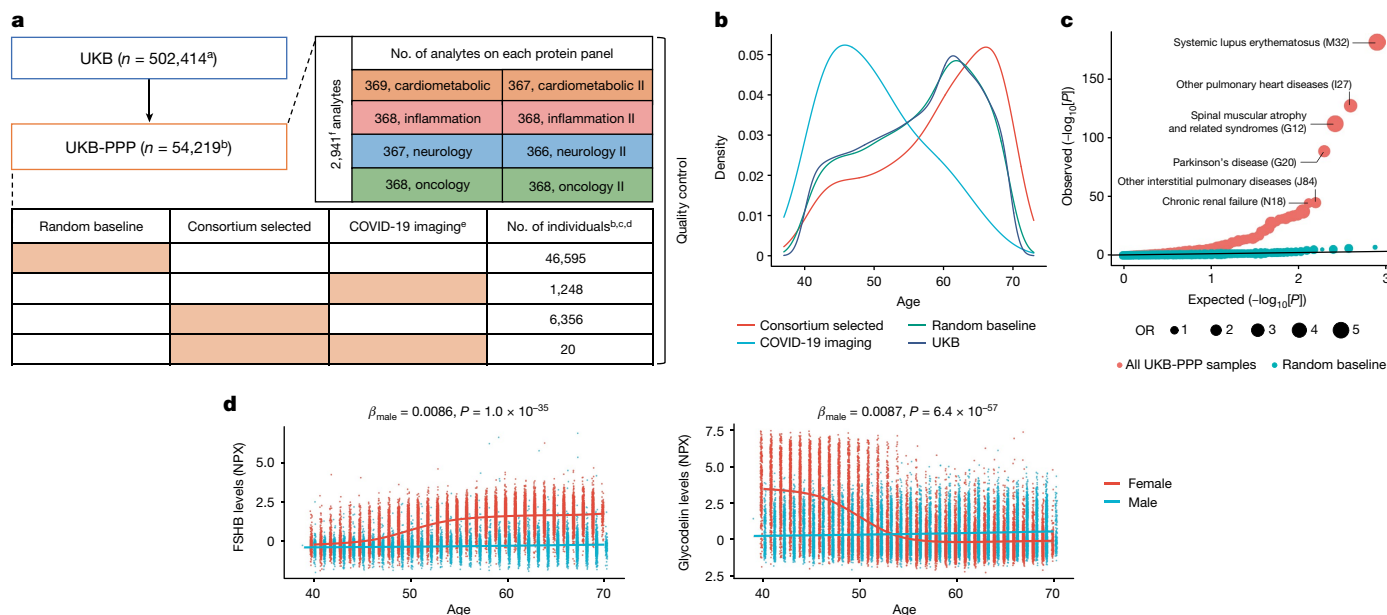 a
UKB (n = 502,414ᵃ)
UKB-PPP (n = 54,219ᵇ)
2,941ᶠ analytes
No. of analytes on each protein panel
369, cardiometabolic
367, cardiometabolic II
368, inflammation
368, inflammation II
367, neurology
366, neurology II
368, oncology
368, oncology II
Quality control
Random baseline
Consortium selected
COVID-19 imagingᵉ
No. of individualsᵇ,ᶜ,ᵈ
46,595
1,248
6,356
20
b
Density
0.05
0.04
0.03
0.02
0.01
0
40
50
60
70
Age
Consortium selected
Random baseline
COVID-19 imaging
UKB
c
Observed (−log₁₀[P])
150
100
50
0
Systemic lupus erythematosus (M32)
Other pulmonary heart diseases (I27)
Spinal muscular atrophy
and related syndromes (G12)
Parkinson's disease (G20)
Other interstitial pulmonary diseases (J84)
Chronic renal failure (N18)
0
1
2
3
Expected (−log₁₀[P])
OR
1
2
3
4
5
All UKB-PPP samples
Random baseline
d
βmale = 0.0086, P = 1.0 × 10⁻³⁵
FSHB levels (NPX)
5.0
2.5
0
40
50
60
70
Age
βmale = 0.0087, P = 6.4 × 10⁻⁵⁷
Glycodelin levels (NPX)
7.5
5.0
2.5
0
2.5
40
50
60
70
Age
Female
Male